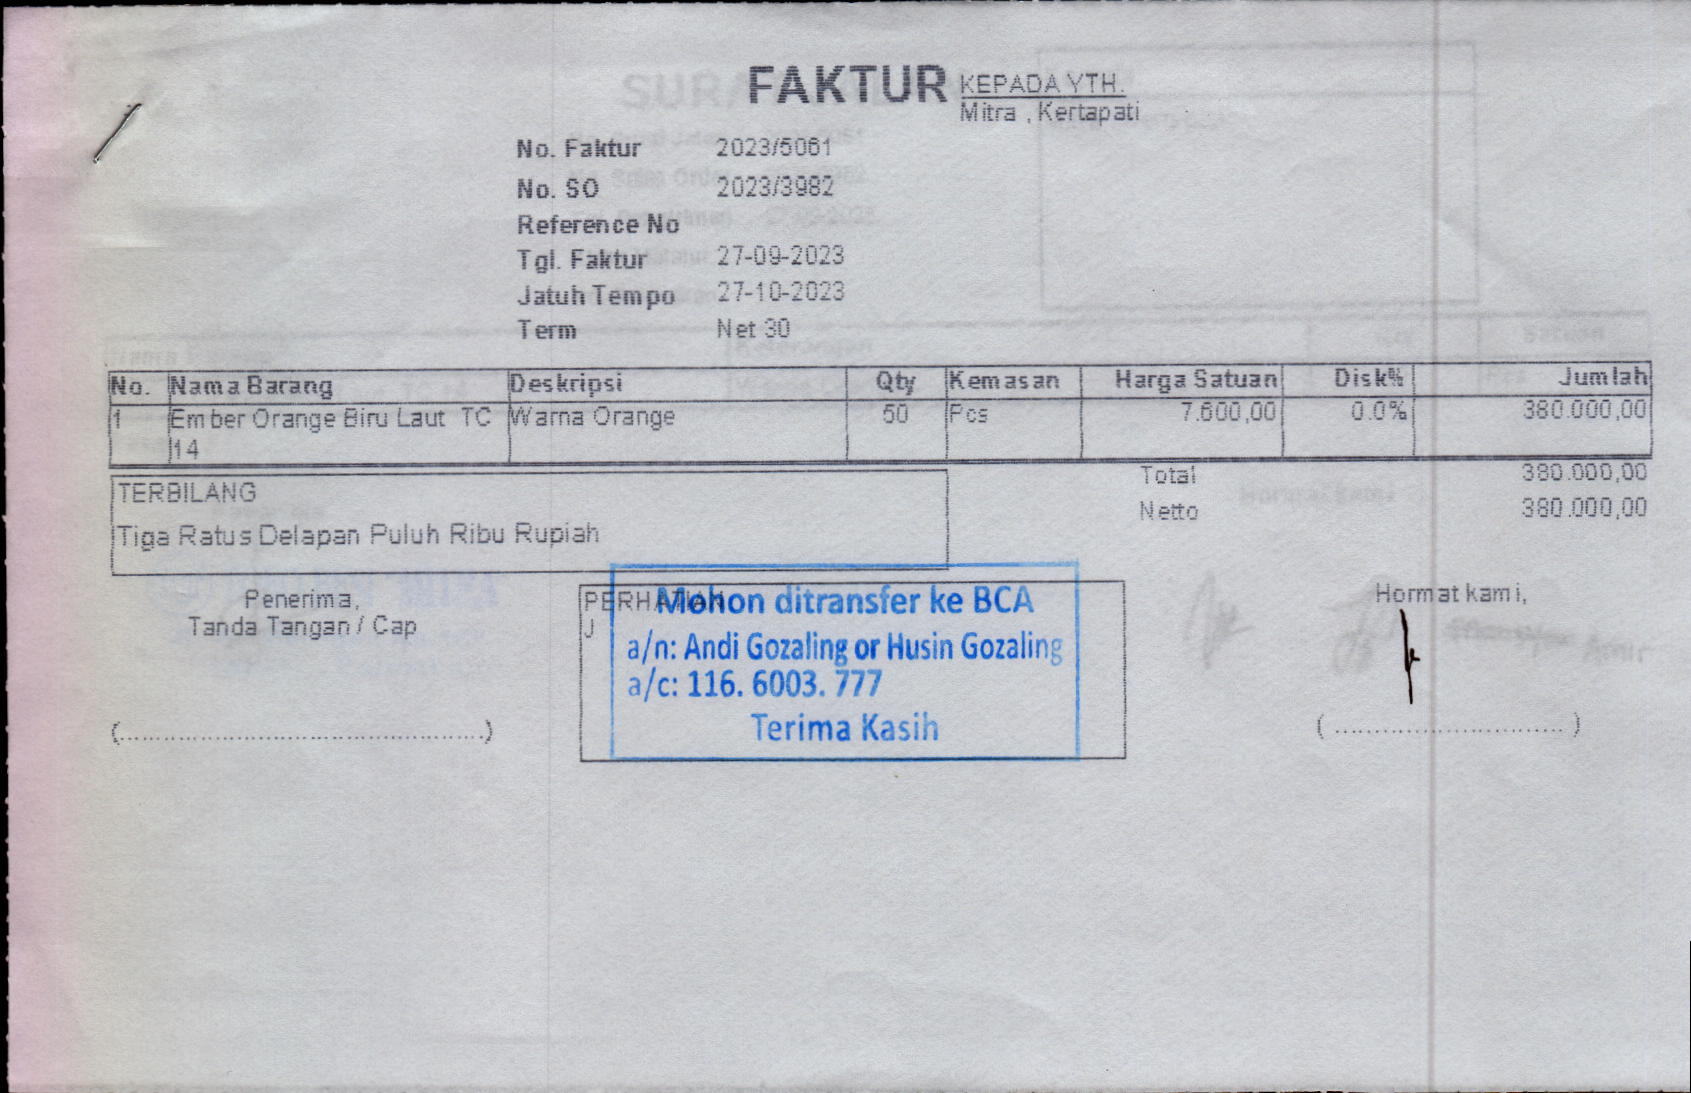 FAKTUR
KEPADA YTH.
Mitra , Kertapati
No. Faktur 2023/5061
No. SO 2023/3982
Reference No
Tgl. Faktur 27-09-2023
Jatuh Tempo 27-10-2023
Term Net 30
No. Nama Barang Deskripsi Qty Kemasan Harga Satuan Disk% Jumlah
1 Ember Orange Biru Laut TC Warna Orange 50 Pcs 7.600,00 0.0% 380.000,00
14
Total 380.000,00
TERBILANG
Netto 380.000,00
Tiga Ratus Delapan Puluh Ribu Rupiah
Penerima,
Tanda Tangan / Cap
(................................................)
PERHATIAN
J
Mohon ditransfer ke BCA
a/n: Andi Gozaling or Husin Gozaling
a/c: 116. 6003. 777
Terima Kasih
Hormat kami,
( .............................. )